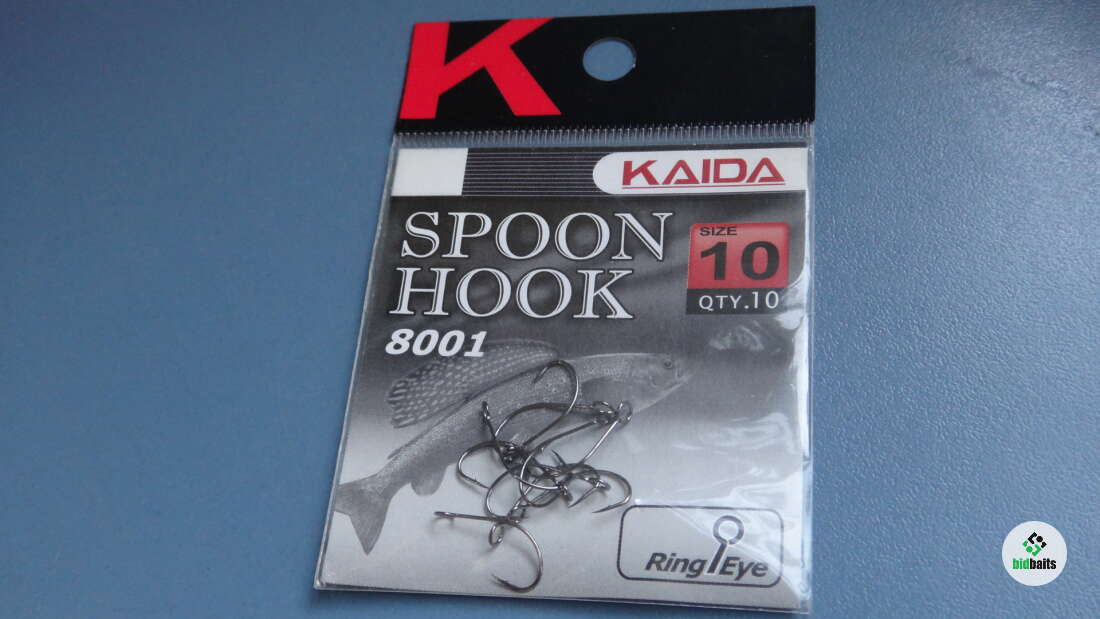 K
KAIDA
SPOON
HOOK
8001
SIZE
10
QTY.10
Ring Eye
bidbaits